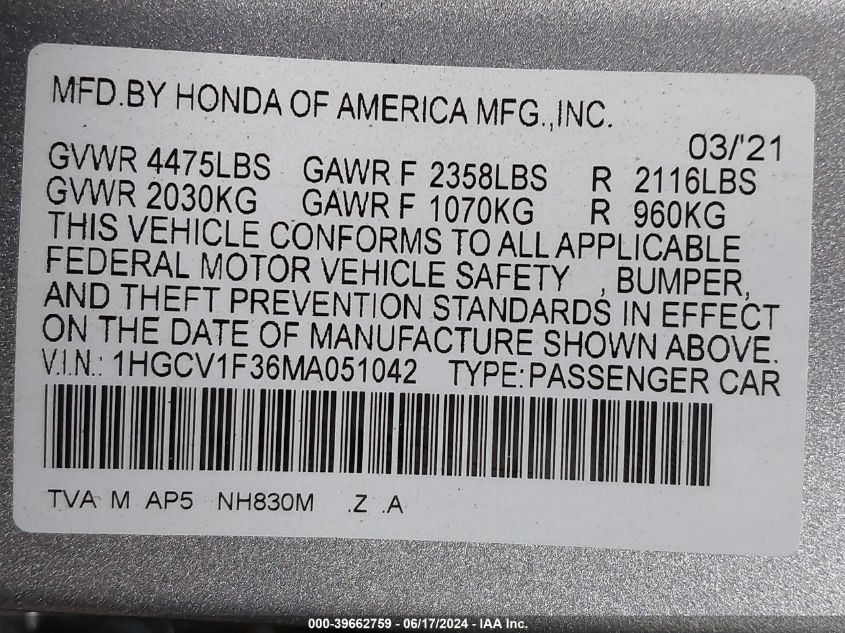 MFD.BY HONDA OF AMERICA MFG.,INC.
03/'21
GVWR 4475LBS GAWR F 2358LBS R 2116LBS
GVWR 2030KG GAWR F 1070KG R 960KG
THIS VEHICLE CONFORMS TO ALL APPLICABLE
FEDERAL MOTOR VEHICLE SAFETY , BUMPER,
AND THEFT PREVENTION STANDARDS IN EFFECT
ON THE DATE OF MANUFACTURE SHOWN ABOVE.
V.I.N.: 1HGCV1F36MA051042 TYPE:PASSENGER CAR
TVA M AP5 NH830M .Z .A
000-39662759 - 06/17/2024 - IAA Inc.